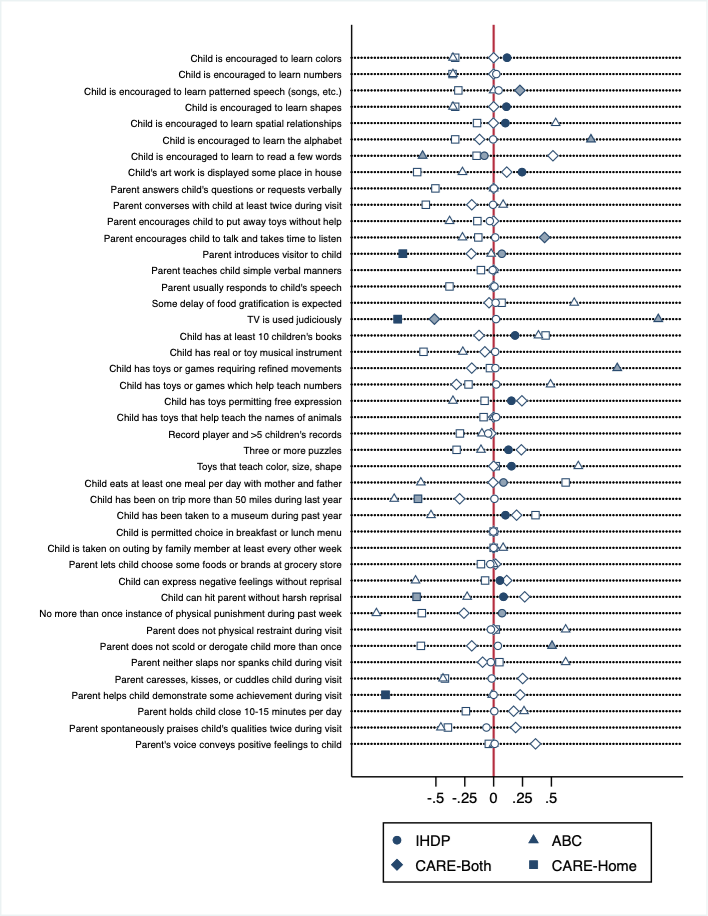 Child is encouraged to learn colors
Child is encouraged to learn numbers
Child is encouraged to learn patterned speech (songs, etc.)
Child is encouraged to learn shapes
Child is encouraged to learn spatial relationships
Child is encouraged to learn the alphabet
Child is encouraged to learn to read a few words
Child's art work is displayed some place in house
Parent answers child's questions or requests verbally
Parent converses with child at least twice during visit
Parent encourages child to put away toys without help
Parent encourages child to talk and takes time to listen
Parent introduces visitor to child
Parent teaches child simple verbal manners
Parent usually responds to child's speech
Some delay of food gratification is expected
TV is used judiciously
Child has at least 10 children's books
Child has real or toy musical instrument
Child has toys or games requiring refined movements
Child has toys or games which help teach numbers
Child has toys permitting free expression
Child has toys that help teach the names of animals
Record player and >5 children's records
Three or more puzzles
Toys that teach color, size, shape
Child eats at least one meal per day with mother and father
Child has been on trip more than 50 miles during last year
Child has been taken to a museum during past year
Child is permitted choice in breakfast or lunch menu
Child is taken on outing by family member at least every other week
Parent lets child choose some foods or brands at grocery store
Child can express negative feelings without reprisal
Child can hit parent without harsh reprisal
No more than once instance of physical punishment during past week
Parent does not physical restraint during visit
Parent does not scold or derogate child more than once
Parent neither slaps nor spanks child during visit
Parent caresses, kisses, or cuddles child during visit
Parent helps child demonstrate some achievement during visit
Parent holds child close 10-15 minutes per day
Parent spontaneously praises child's qualities twice during visit
Parent's voice conveys positive feelings to child
-.5 -.25 0 .25 .5
IHDP ABC
CARE-Both CARE-Home